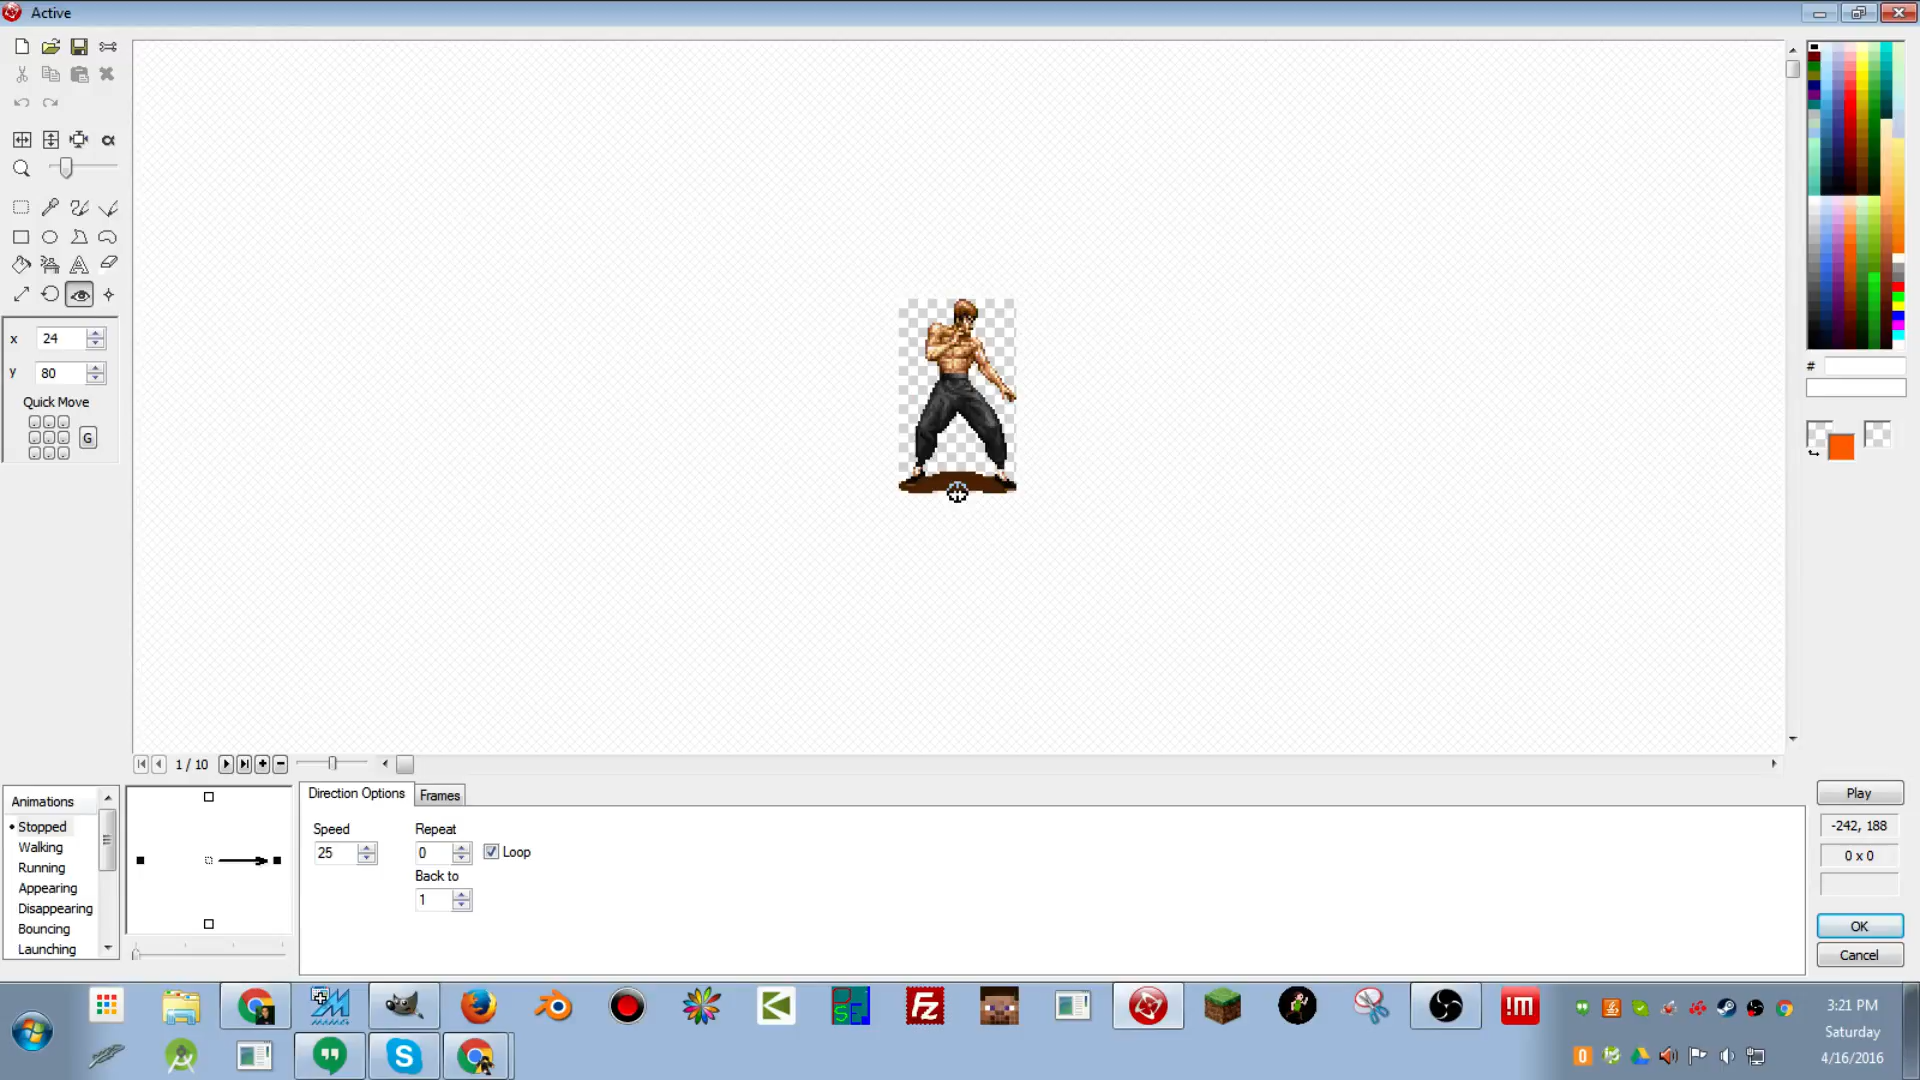 Active
x 24
y 80
Quick Move
G
#
1 / 10
Animations
Stopped
Walking
Running
Appearing
Disappearing
Bouncing
Launching
Direction Options
Frames
Speed
25
Repeat
0
Loop
Back to
1
Play
-242, 188
0 x 0
OK
Cancel
3:21 PM
Saturday
4/16/2016